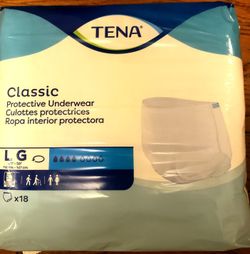 TENA
Classic
Protective Underwear
Culottes protectrices
Ropa interior protectora
L G
x18